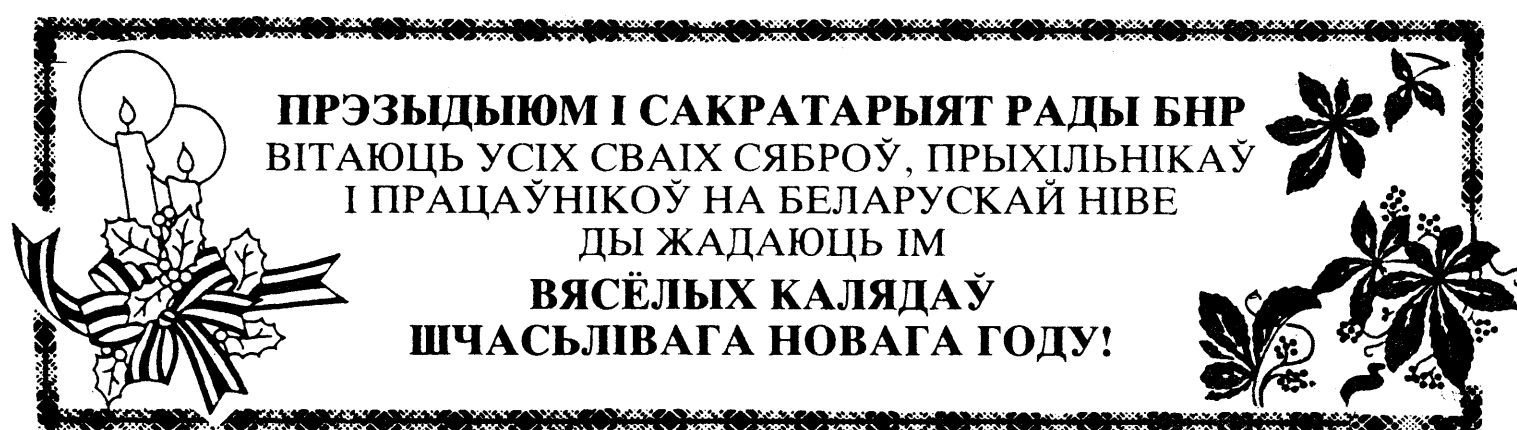 ПРЭЗЫДЫЮМ І САКРАТАРЫЯТ РАДЫ БНР
ВІТАЮЦЬ УСІХ СВАІХ СЯБРОЎ, ПРЫХІЛЬНІКАЎ
І ПРАЦАЎНІКОЎ НА БЕЛАРУСКАЙ НІВЕ
ДЫ ЖАДАЮЦЬ ІМ
ВЯСЁЛЫХ КАЛЯДАЎ
ШЧАСЬЛІВАГА НОВАГА ГОДУ!